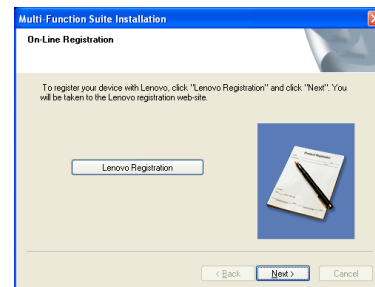 Multi-Function Suite Installation
On-Line Registration
To register your device with Lenovo, click "Lenovo Registration" and click "Next". You
will be taken to the Lenovo registration web-site.
Lenovo Registration
< Back
Next >
Cancel